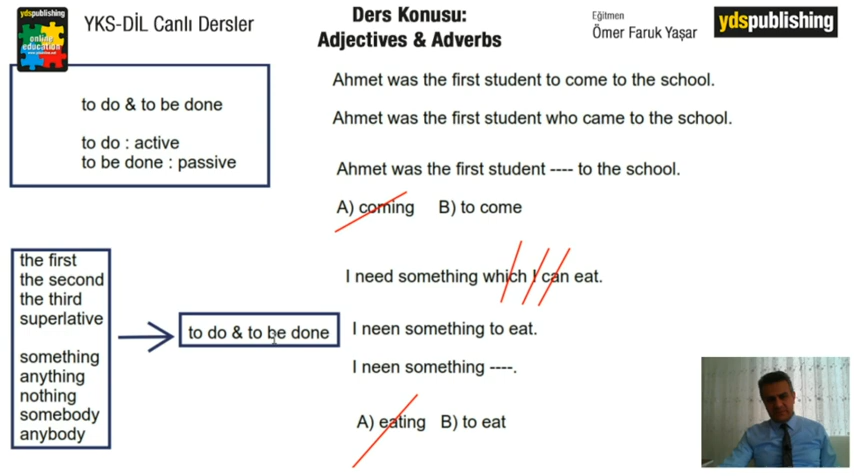 ydspublishing
online
education
YKS-DİL Canlı Dersler
Ders Konusu:
Adjectives & Adverbs
Eğitmen
Ömer Faruk Yaşar
ydspublishing
to do & to be done
to do : active
to be done : passive
Ahmet was the first student to come to the school.
Ahmet was the first student who came to the school.
Ahmet was the first student ---- to the school.
A) coming B) to come
the first
the second
the third
superlative
something
anything
nothing
somebody
anybody
to do & to be done
I need something which I can eat.
I neen something to eat.
I neen something ----.
A) eating B) to eat